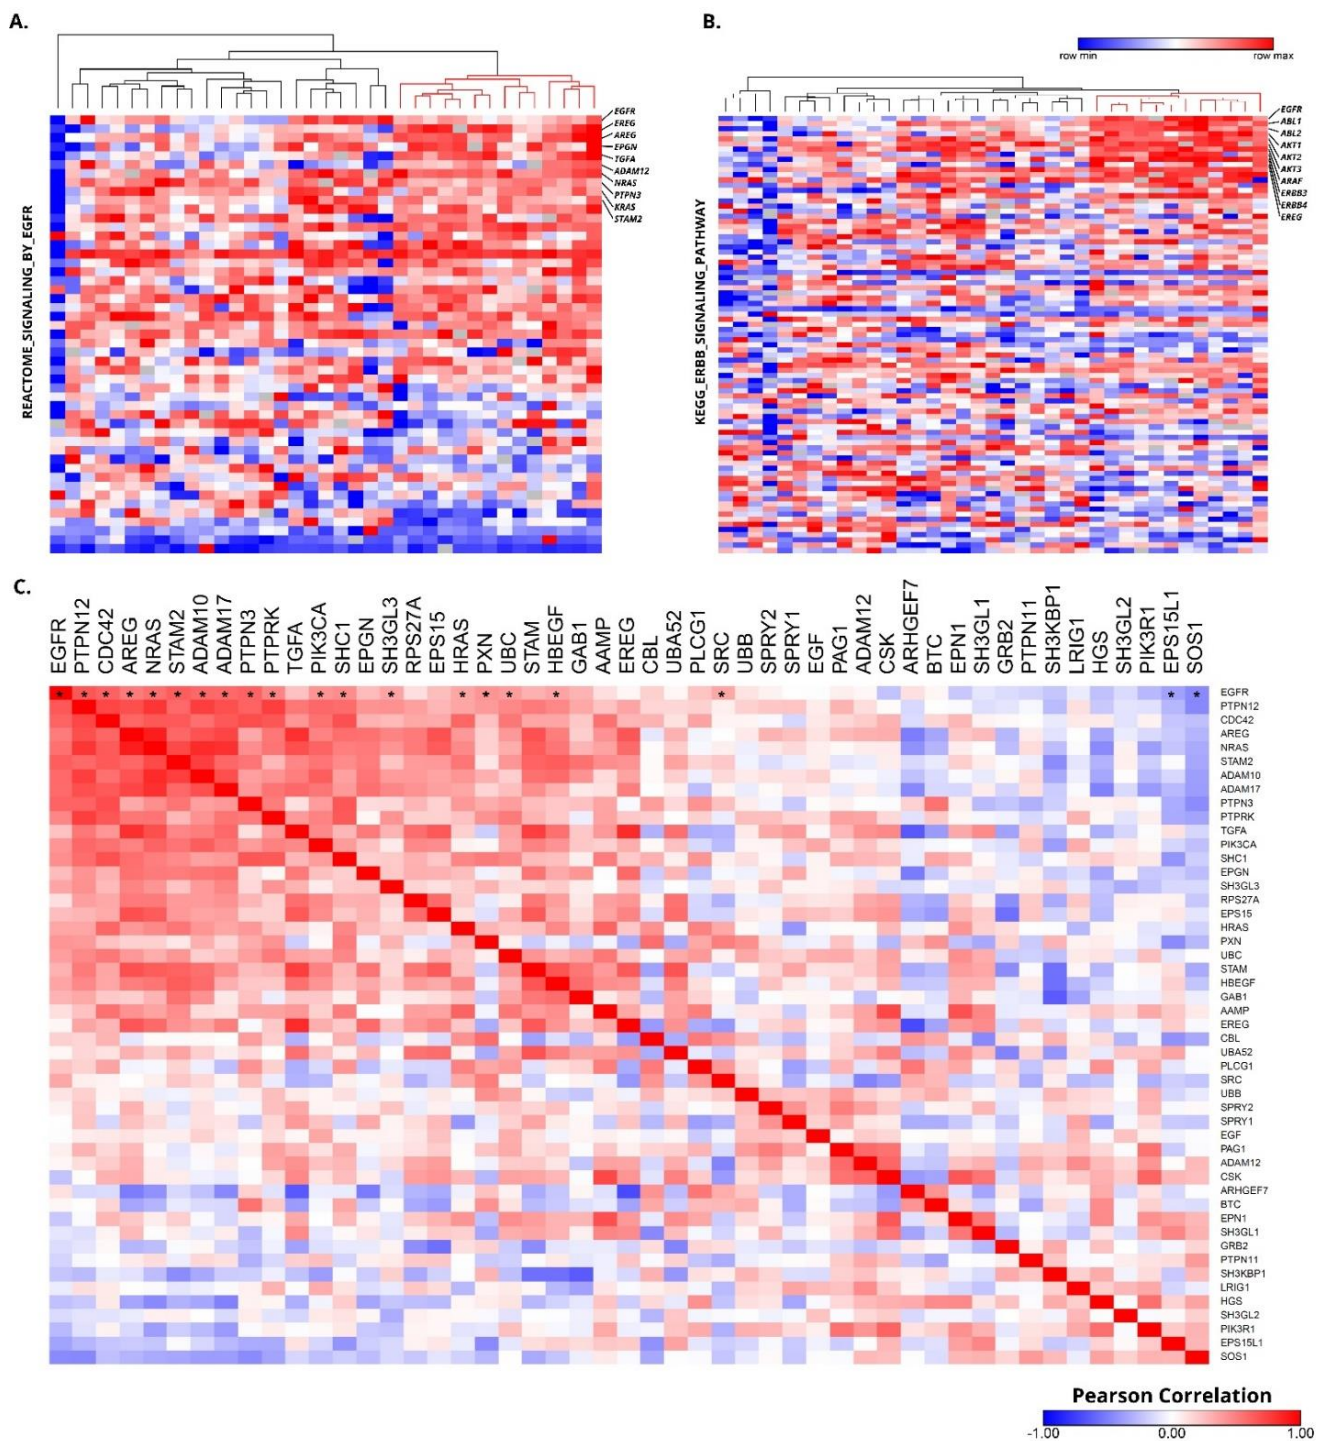 A.
REACTOME_SIGNALING_BY_EGFR
EGFR
EREG
AREG
EPGN
TGFA
ADAM12
NRAS
PTPN3
KRAS
STAM2
B.
row min row max
KEGG_ERBB_SIGNALING_PATHWAY
EGFR
ABL1
ABL2
AKT1
AKT2
AKT3
ARAF
ERBB3
ERBB4
EREG
C.
EGFR
PTPN12
CDC42
AREG
NRAS
STAM2
ADAM10
ADAM17
PTPN3
PTPRK
TGFA
PIK3CA
SHC1
EPGN
SH3GL3
RPS27A
EPS15
HRAS
PXN
UBC
STAM
HBEGF
GAB1
AAMP
EREG
CBL
UBA52
PLCG1
SRC
UBB
SPRY2
SPRY1
EGF
PAG1
ADAM12
CSK
ARHGEF7
BTC
EPN1
SH3GL1
GRB2
PTPN11
SH3KBP1
LRIG1
HGS
SH3GL2
PIK3R1
EPS15L1
SOS1
* * * * * * * * * * * * * * * * * * * *
EGFR
PTPN12
CDC42
AREG
NRAS
STAM2
ADAM10
ADAM17
PTPN3
PTPRK
TGFA
PIK3CA
SHC1
EPGN
SH3GL3
RPS27A
EPS15
HRAS
PXN
UBC
STAM
HBEGF
GAB1
AAMP
EREG
CBL
UBA52
PLCG1
SRC
UBB
SPRY2
SPRY1
EGF
PAG1
ADAM12
CSK
ARHGEF7
BTC
EPN1
SH3GL1
GRB2
PTPN11
SH3KBP1
LRIG1
HGS
SH3GL2
PIK3R1
EPS15L1
SOS1
Pearson Correlation
-1.00 0.00 1.00